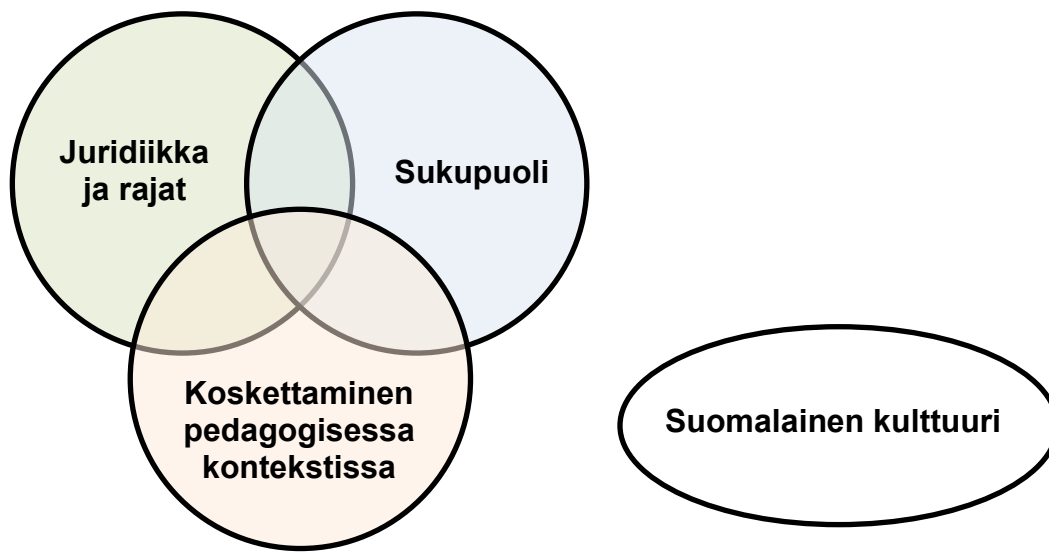 Juridiikka
ja rajat
Sukupuoli
Koskettaminen
pedagogisessa
kontekstissa
Suomalainen kulttuuri